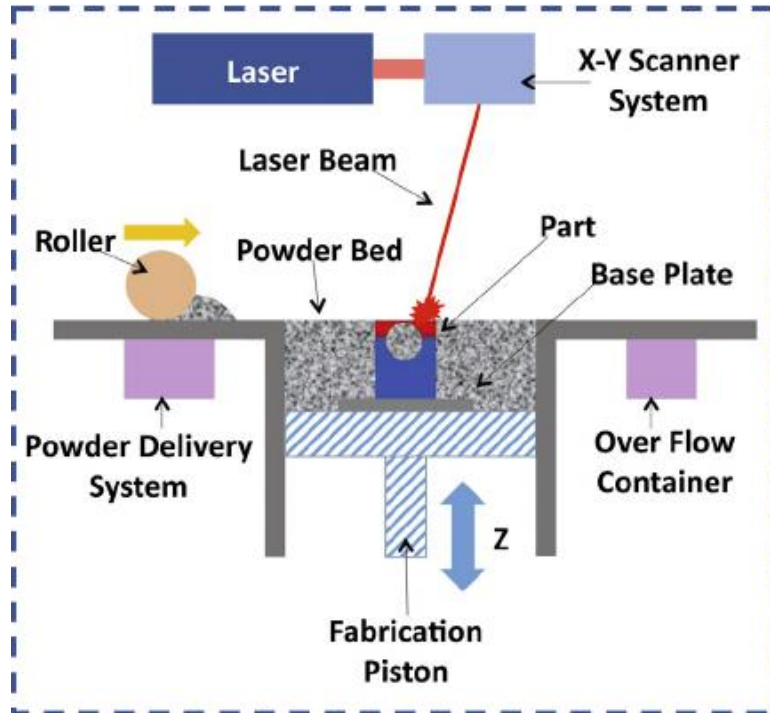 Laser
X-Y Scanner
System
Laser Beam
Roller
Powder Bed
Part
Base Plate
Powder Delivery
System
Over Flow
Container
Z
Fabrication
Piston